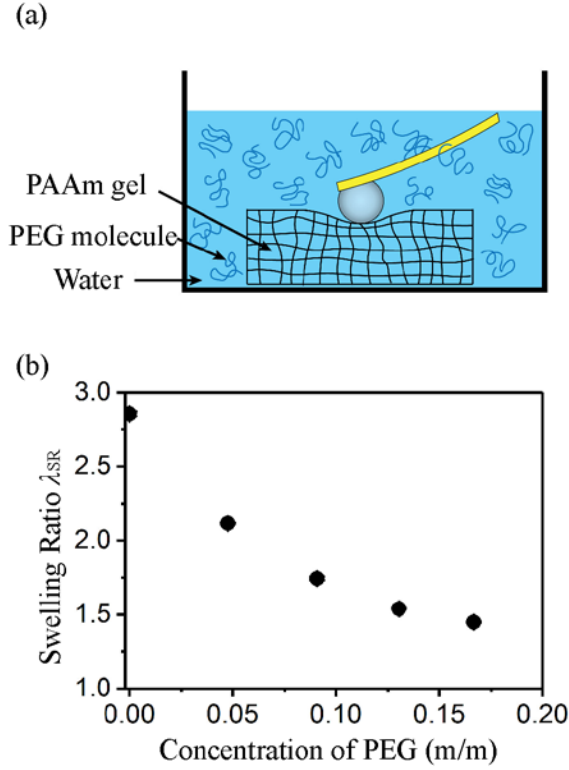 (a)
PAAm gel
PEG molecule
Water
(b)
3.0
2.5
2.0
1.5
1.0
Swelling Ratio λSR
0.00 0.05 0.10 0.15 0.20
Concentration of PEG (m/m)